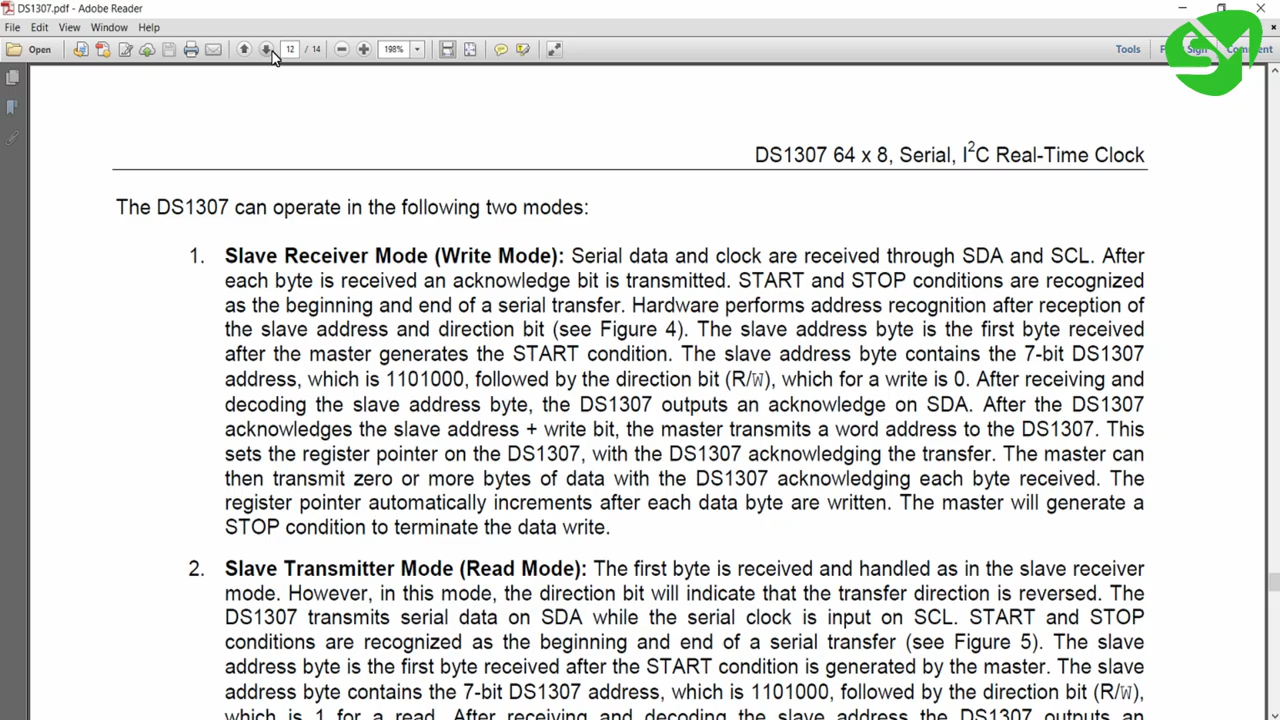 DS1307.pdf - Adobe Reader
File Edit View Window Help
Open 12 / 14 198% Tools Sign Comment
DS1307 64 x 8, Serial, I2C Real-Time Clock
The DS1307 can operate in the following two modes:
1. Slave Receiver Mode (Write Mode): Serial data and clock are received through SDA and SCL. After
each byte is received an acknowledge bit is transmitted. START and STOP conditions are recognized
as the beginning and end of a serial transfer. Hardware performs address recognition after reception of
the slave address and direction bit (see Figure 4). The slave address byte is the first byte received
after the master generates the START condition. The slave address byte contains the 7-bit DS1307
address, which is 1101000, followed by the direction bit (R/W), which for a write is 0. After receiving and
decoding the slave address byte, the DS1307 outputs an acknowledge on SDA. After the DS1307
acknowledges the slave address + write bit, the master transmits a word address to the DS1307. This
sets the register pointer on the DS1307, with the DS1307 acknowledging the transfer. The master can
then transmit zero or more bytes of data with the DS1307 acknowledging each byte received. The
register pointer automatically increments after each data byte are written. The master will generate a
STOP condition to terminate the data write.
2. Slave Transmitter Mode (Read Mode): The first byte is received and handled as in the slave receiver
mode. However, in this mode, the direction bit will indicate that the transfer direction is reversed. The
DS1307 transmits serial data on SDA while the serial clock is input on SCL. START and STOP
conditions are recognized as the beginning and end of a serial transfer (see Figure 5). The slave
address byte is the first byte received after the START condition is generated by the master. The slave
address byte contains the 7-bit DS1307 address, which is 1101000, followed by the direction bit (R/W),
which is 1 for a read. After receiving and decoding the slave address byte, the DS1307 outputs an